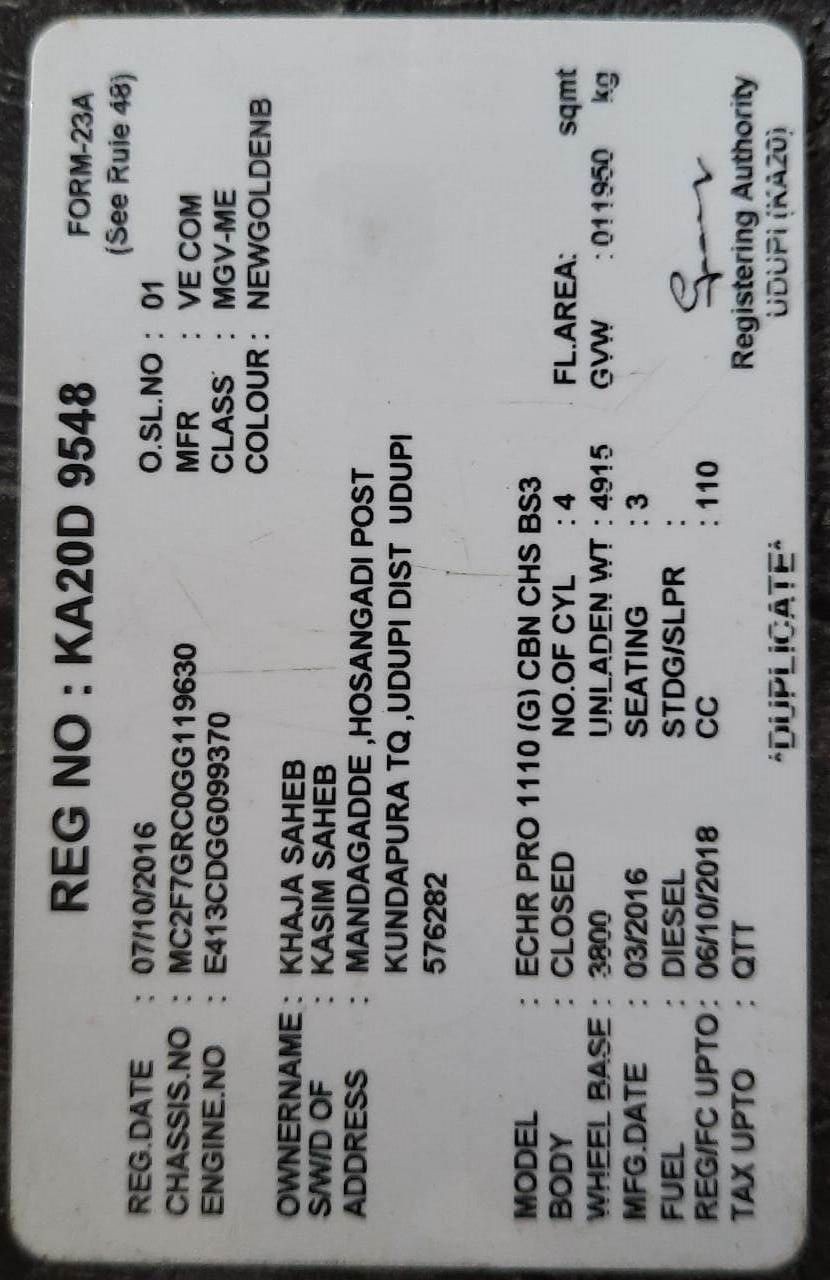 FORM-23A
(See Ruie 48)
REG NO : KA20D 9548
REG.DATE : 07/10/2016 O.SL.NO : 01
CHASSIS.NO : MC2F7GRC0GG119630 MFR : VE COM
ENGINE.NO : E413CDGG099370 CLASS : MGV-ME
COLOUR : NEWGOLDENB
OWNERNAME : KHAJA SAHEB
S/W/D OF : KASIM SAHEB
ADDRESS : MANDAGADDE ,HOSANGADI POST
KUNDAPURA TQ ,UDUPI DIST UDUPI
576282
MODEL : ECHR PRO 1110 (G) CBN CHS BS3
BODY : CLOSED NO.OF CYL : 4 FL.AREA: sqmt
WHEEL BASE : 3800 UNLADEN WT : 4915 GVW : 011950 kg
MFG.DATE : 03/2016 SEATING : 3
FUEL : DIESEL STDG/SLPR :
REG/FC UPTO : 06/10/2018 CC : 110
TAX UPTO : QTT
Registering Authority
*DUPLICATE* UDUPI (KA20)